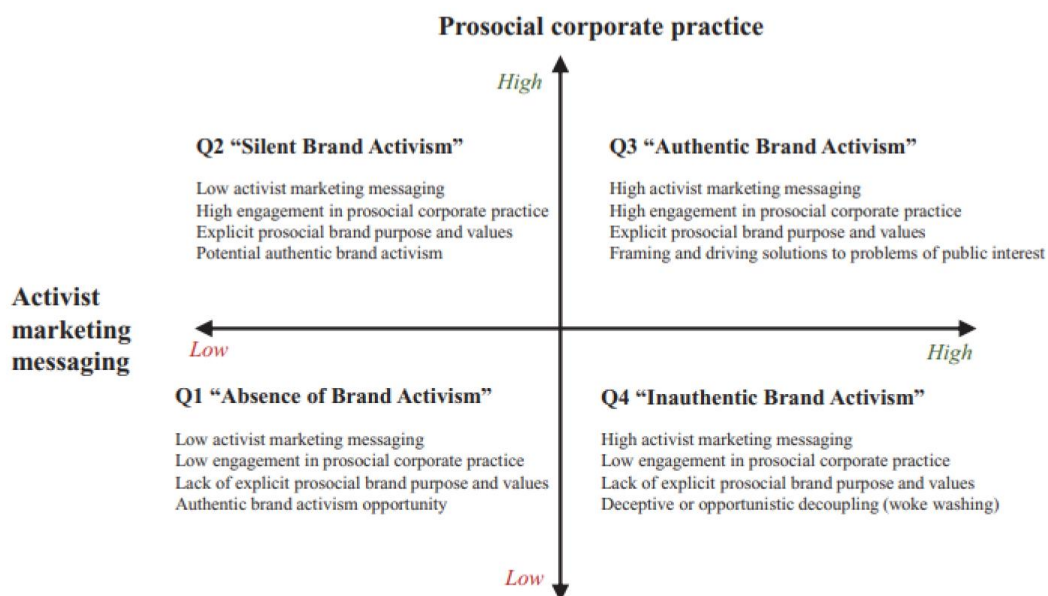 Prosocial corporate practice
High
Q2 “Silent Brand Activism”
Low activist marketing messaging
High engagement in prosocial corporate practice
Explicit prosocial brand purpose and values
Potential authentic brand activism
Q3 “Authentic Brand Activism”
High activist marketing messaging
High engagement in prosocial corporate practice
Explicit prosocial brand purpose and values
Framing and driving solutions to problems of public interest
Activist
marketing
messaging
Low
High
Q1 “Absence of Brand Activism”
Low activist marketing messaging
Low engagement in prosocial corporate practice
Lack of explicit prosocial brand purpose and values
Authentic brand activism opportunity
Q4 “Inauthentic Brand Activism”
High activist marketing messaging
Low engagement in prosocial corporate practice
Lack of explicit prosocial brand purpose and values
Deceptive or opportunistic decoupling (woke washing)
Low